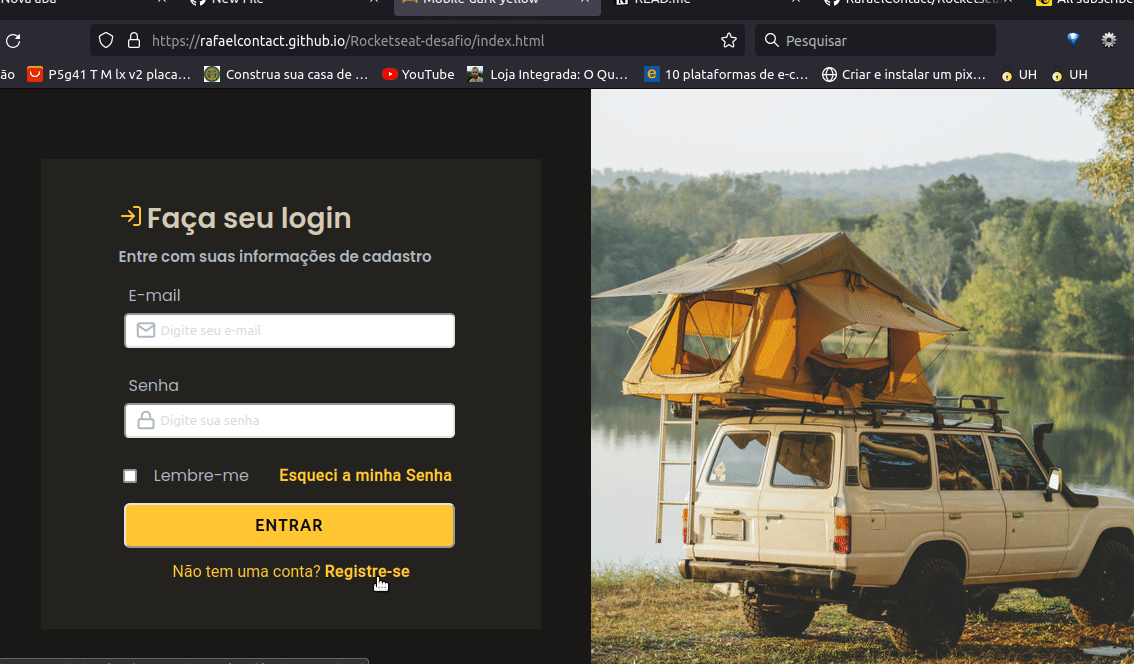 Nova aba
New File
Mobile-dark-yellow
READ.me
RafaelContact/Rocketsea
All subscribe
https://rafaelcontact.github.io/Rocketseat-desafio/index.html
Pesquisar
ão
P5g41 T M lx v2 placa...
Construa sua casa de ...
YouTube
Loja Integrada: O Qu...
10 plataformas de e-c...
Criar e instalar um pix...
UH
UH
Faça seu login
Entre com suas informações de cadastro
E-mail
Digite seu e-mail
Senha
Digite sua senha
Lembre-me
Esqueci a minha Senha
ENTRAR
Não tem uma conta? Registre-se